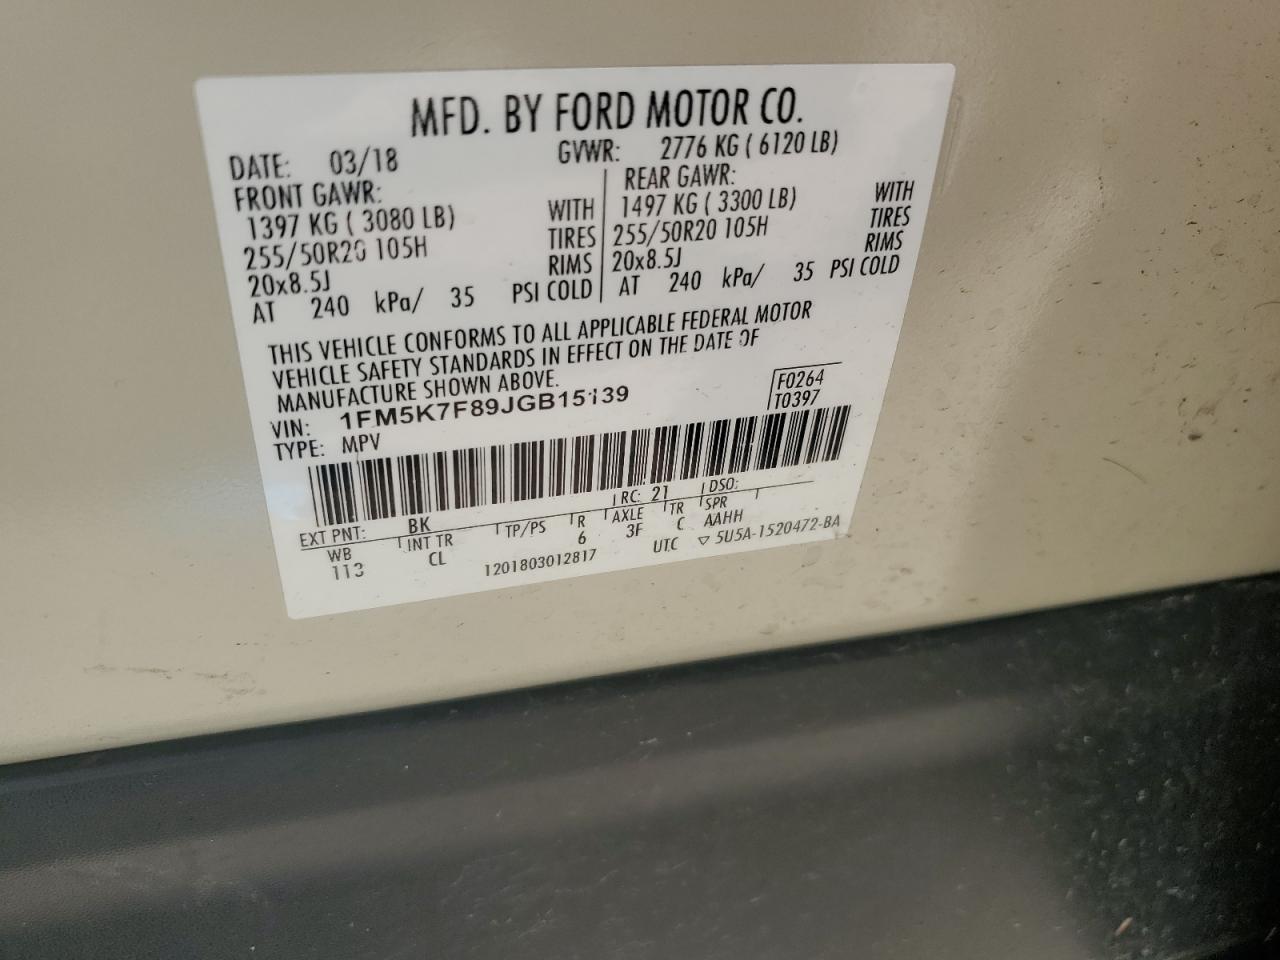 MFD. BY FORD MOTOR CO.
DATE: 03/18 GVWR: 2776 KG ( 6120 LB)
FRONT GAWR: REAR GAWR:
1397 KG ( 3080 LB) WITH 1497 KG ( 3300 LB) WITH
255/50R20 105H TIRES 255/50R20 105H TIRES
20x8.5J RIMS 20x8.5J RIMS
AT 240 kPa/ 35 PSI COLD AT 240 kPa/ 35 PSI COLD
THIS VEHICLE CONFORMS TO ALL APPLICABLE FEDERAL MOTOR
VEHICLE SAFETY STANDARDS IN EFFECT ON THE DATE OF
MANUFACTURE SHOWN ABOVE.
F0264
VIN: 1FM5K7F89JGB15139
T0397
TYPE: MPV
RC: 21 DSO:
EXT PNT: BK
WB INT TR TP/PS R AXLE TR SPR
113 CL 6 3F C AAHH
1201803012817 UTC ▽ 5U5A-1520472-BA